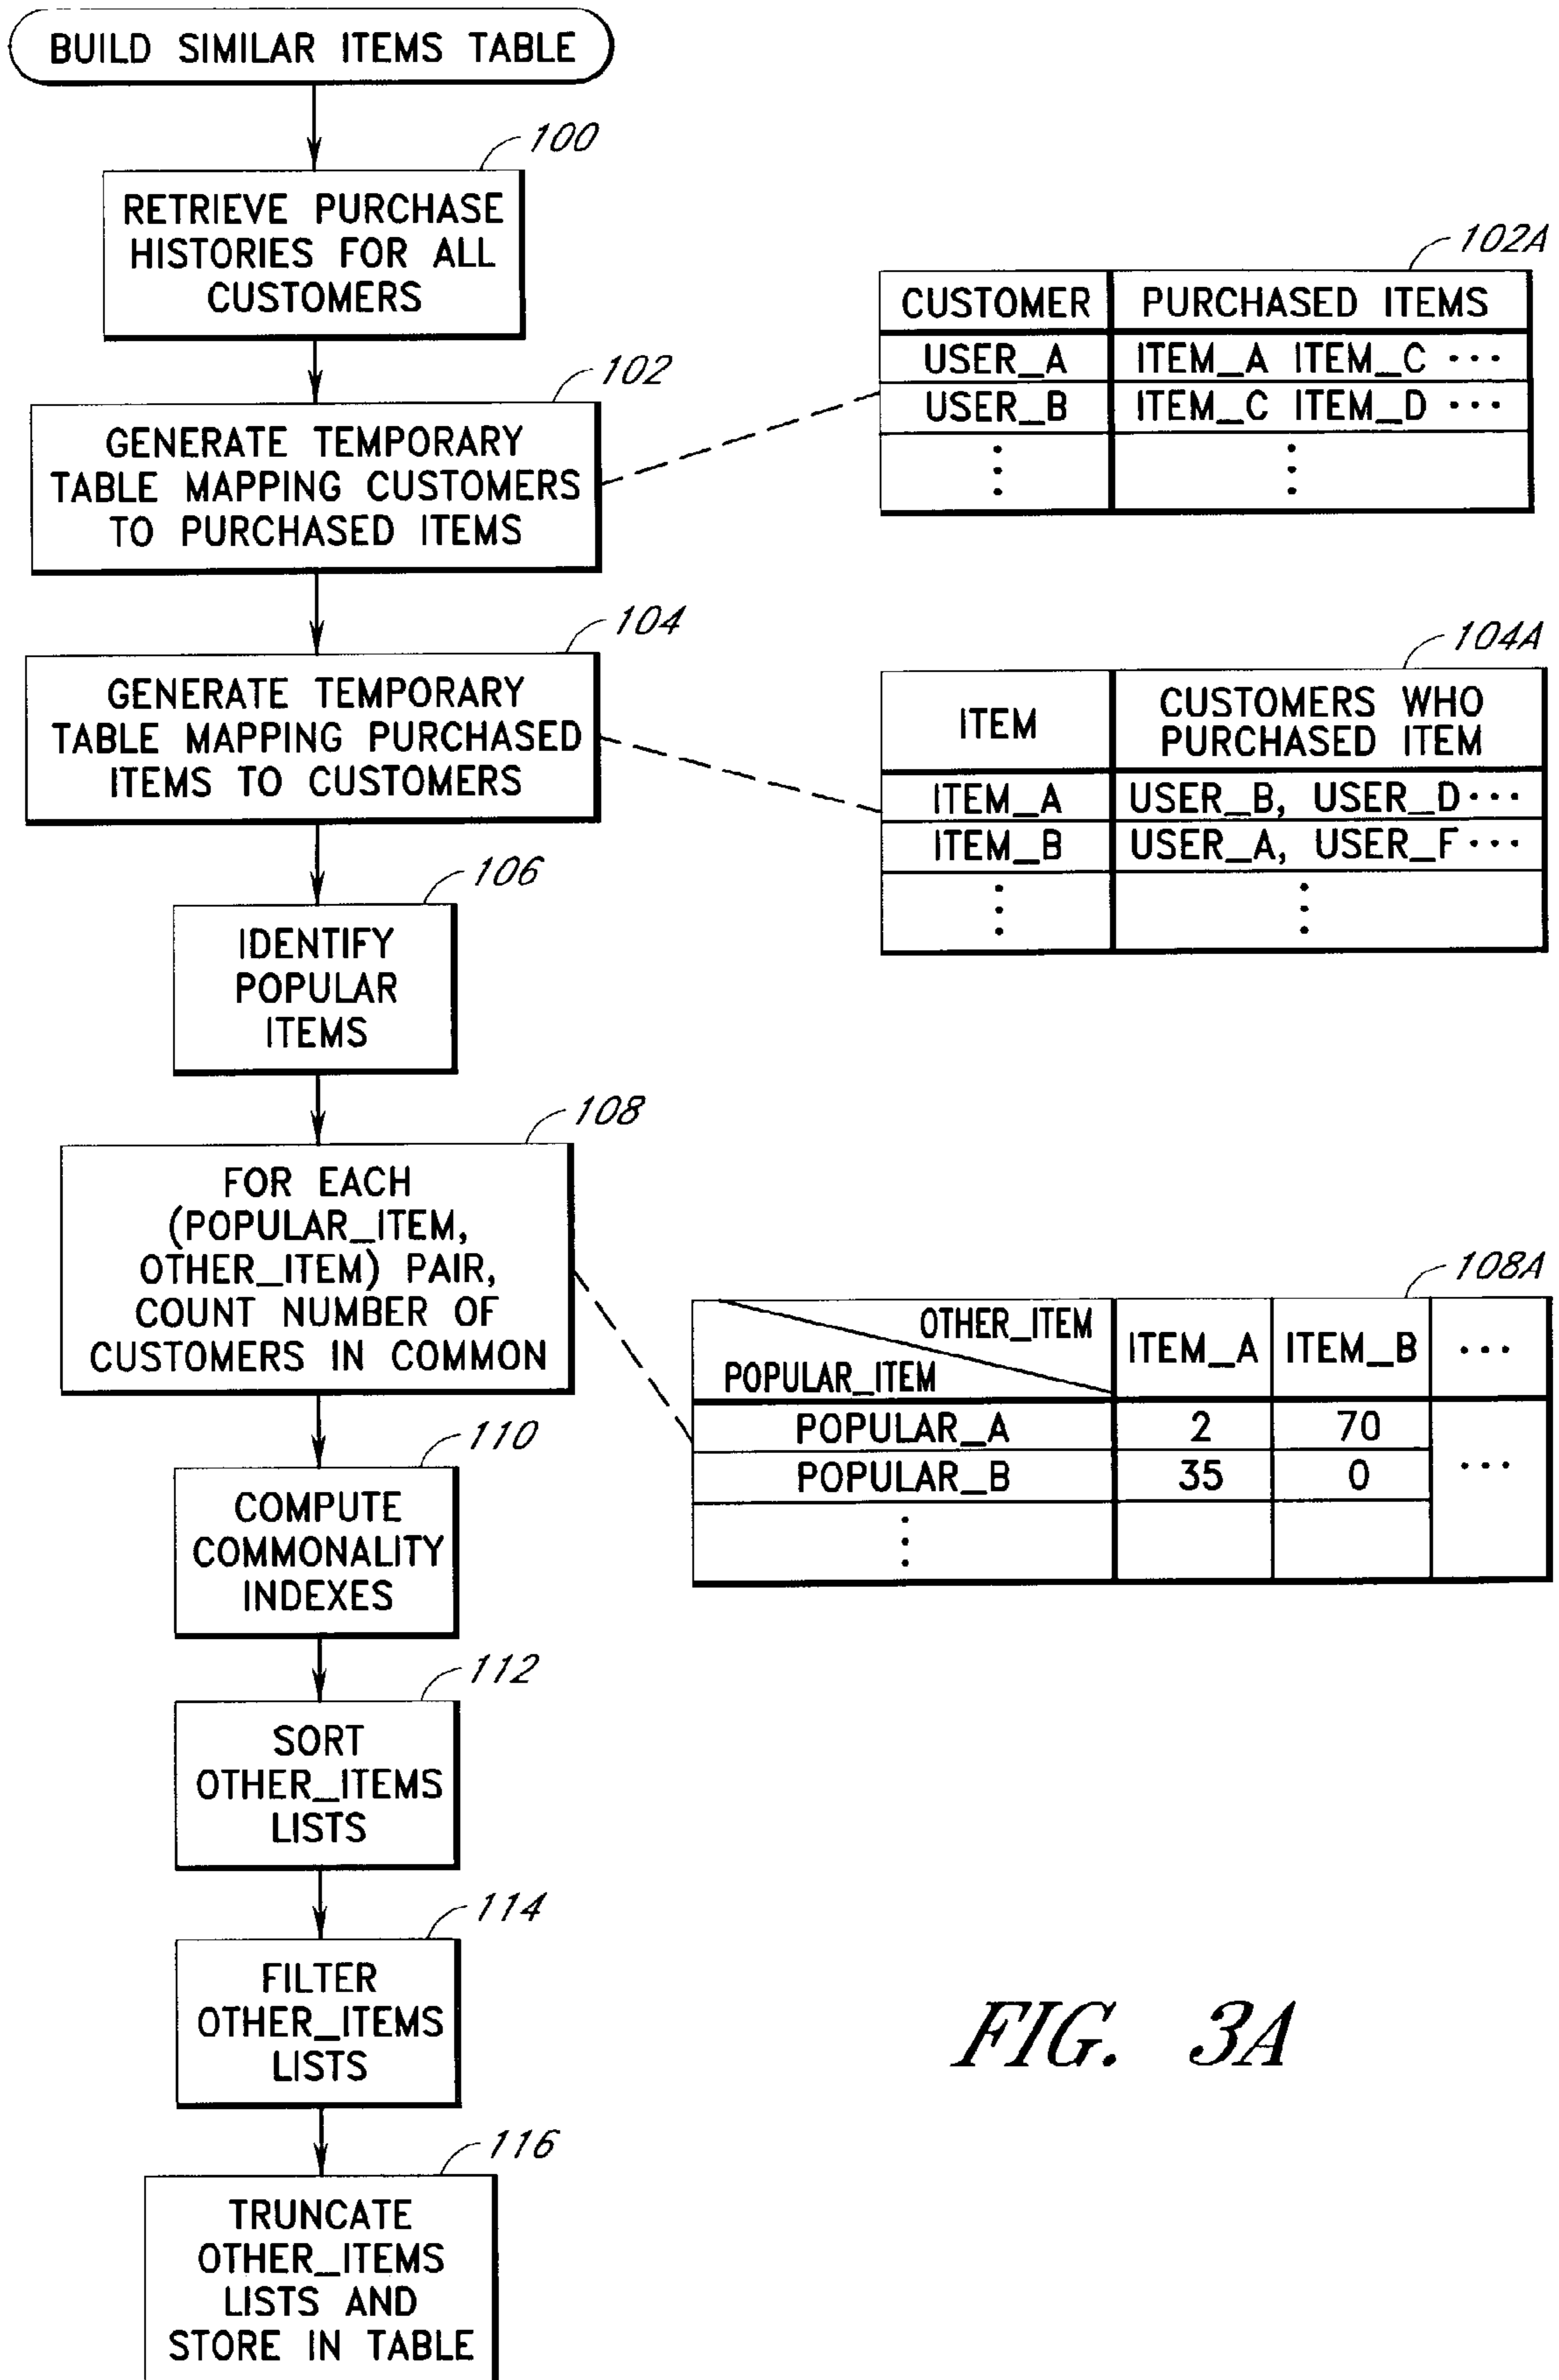 BUILD SIMILAR ITEMS TABLE
100
RETRIEVE PURCHASE
HISTORIES FOR ALL
CUSTOMERS
102
GENERATE TEMPORARY
TABLE MAPPING CUSTOMERS
TO PURCHASED ITEMS
102A
CUSTOMER PURCHASED ITEMS
USER_A ITEM_A ITEM_C ...
USER_B ITEM_C ITEM_D ...
104
GENERATE TEMPORARY
TABLE MAPPING PURCHASED
ITEMS TO CUSTOMERS
104A
ITEM CUSTOMERS WHO
PURCHASED ITEM
ITEM_A USER_B, USER_D...
ITEM_B USER_A, USER_F...
106
IDENTIFY
POPULAR
ITEMS
108
FOR EACH
(POPULAR_ITEM,
OTHER_ITEM) PAIR,
COUNT NUMBER OF
CUSTOMERS IN COMMON
108A
OTHER_ITEM ITEM_A ITEM_B ...
POPULAR_ITEM
POPULAR_A 2 70
POPULAR_B 35 0 ...
110
COMPUTE
COMMONALITY
INDEXES
112
SORT
OTHER_ITEMS
LISTS
114
FILTER
OTHER_ITEMS
LISTS
116
TRUNCATE
OTHER_ITEMS
LISTS AND
STORE IN TABLE
FIG. 3A